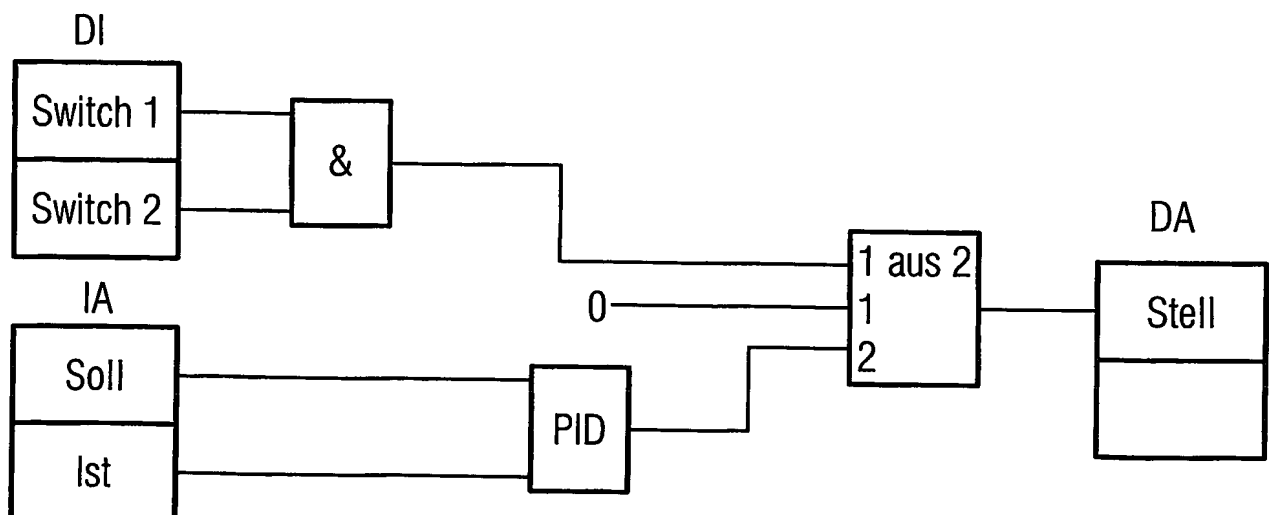 DI
Switch 1
Switch 2
&
1 aus 2
0
1
2
DA
Stell
IA
Soll
Ist
PID